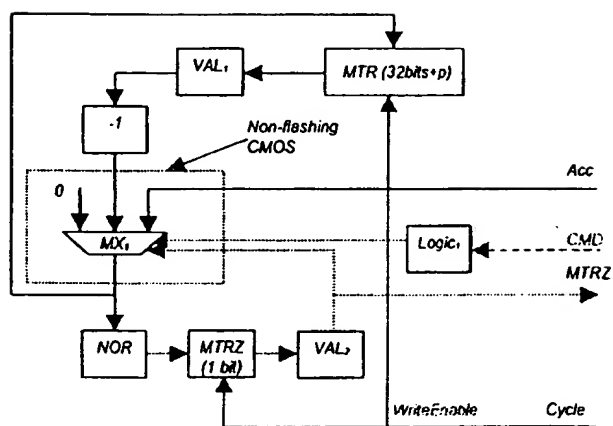 VAL₁
MTR (32bits+p)
-1
Non-flashing
CMOS
Acc
0
MX₁
Logic₁
CMD
MTRZ
NOR
MTRZ
(1 bit)
VAL₂
WriteEnable
Cycle